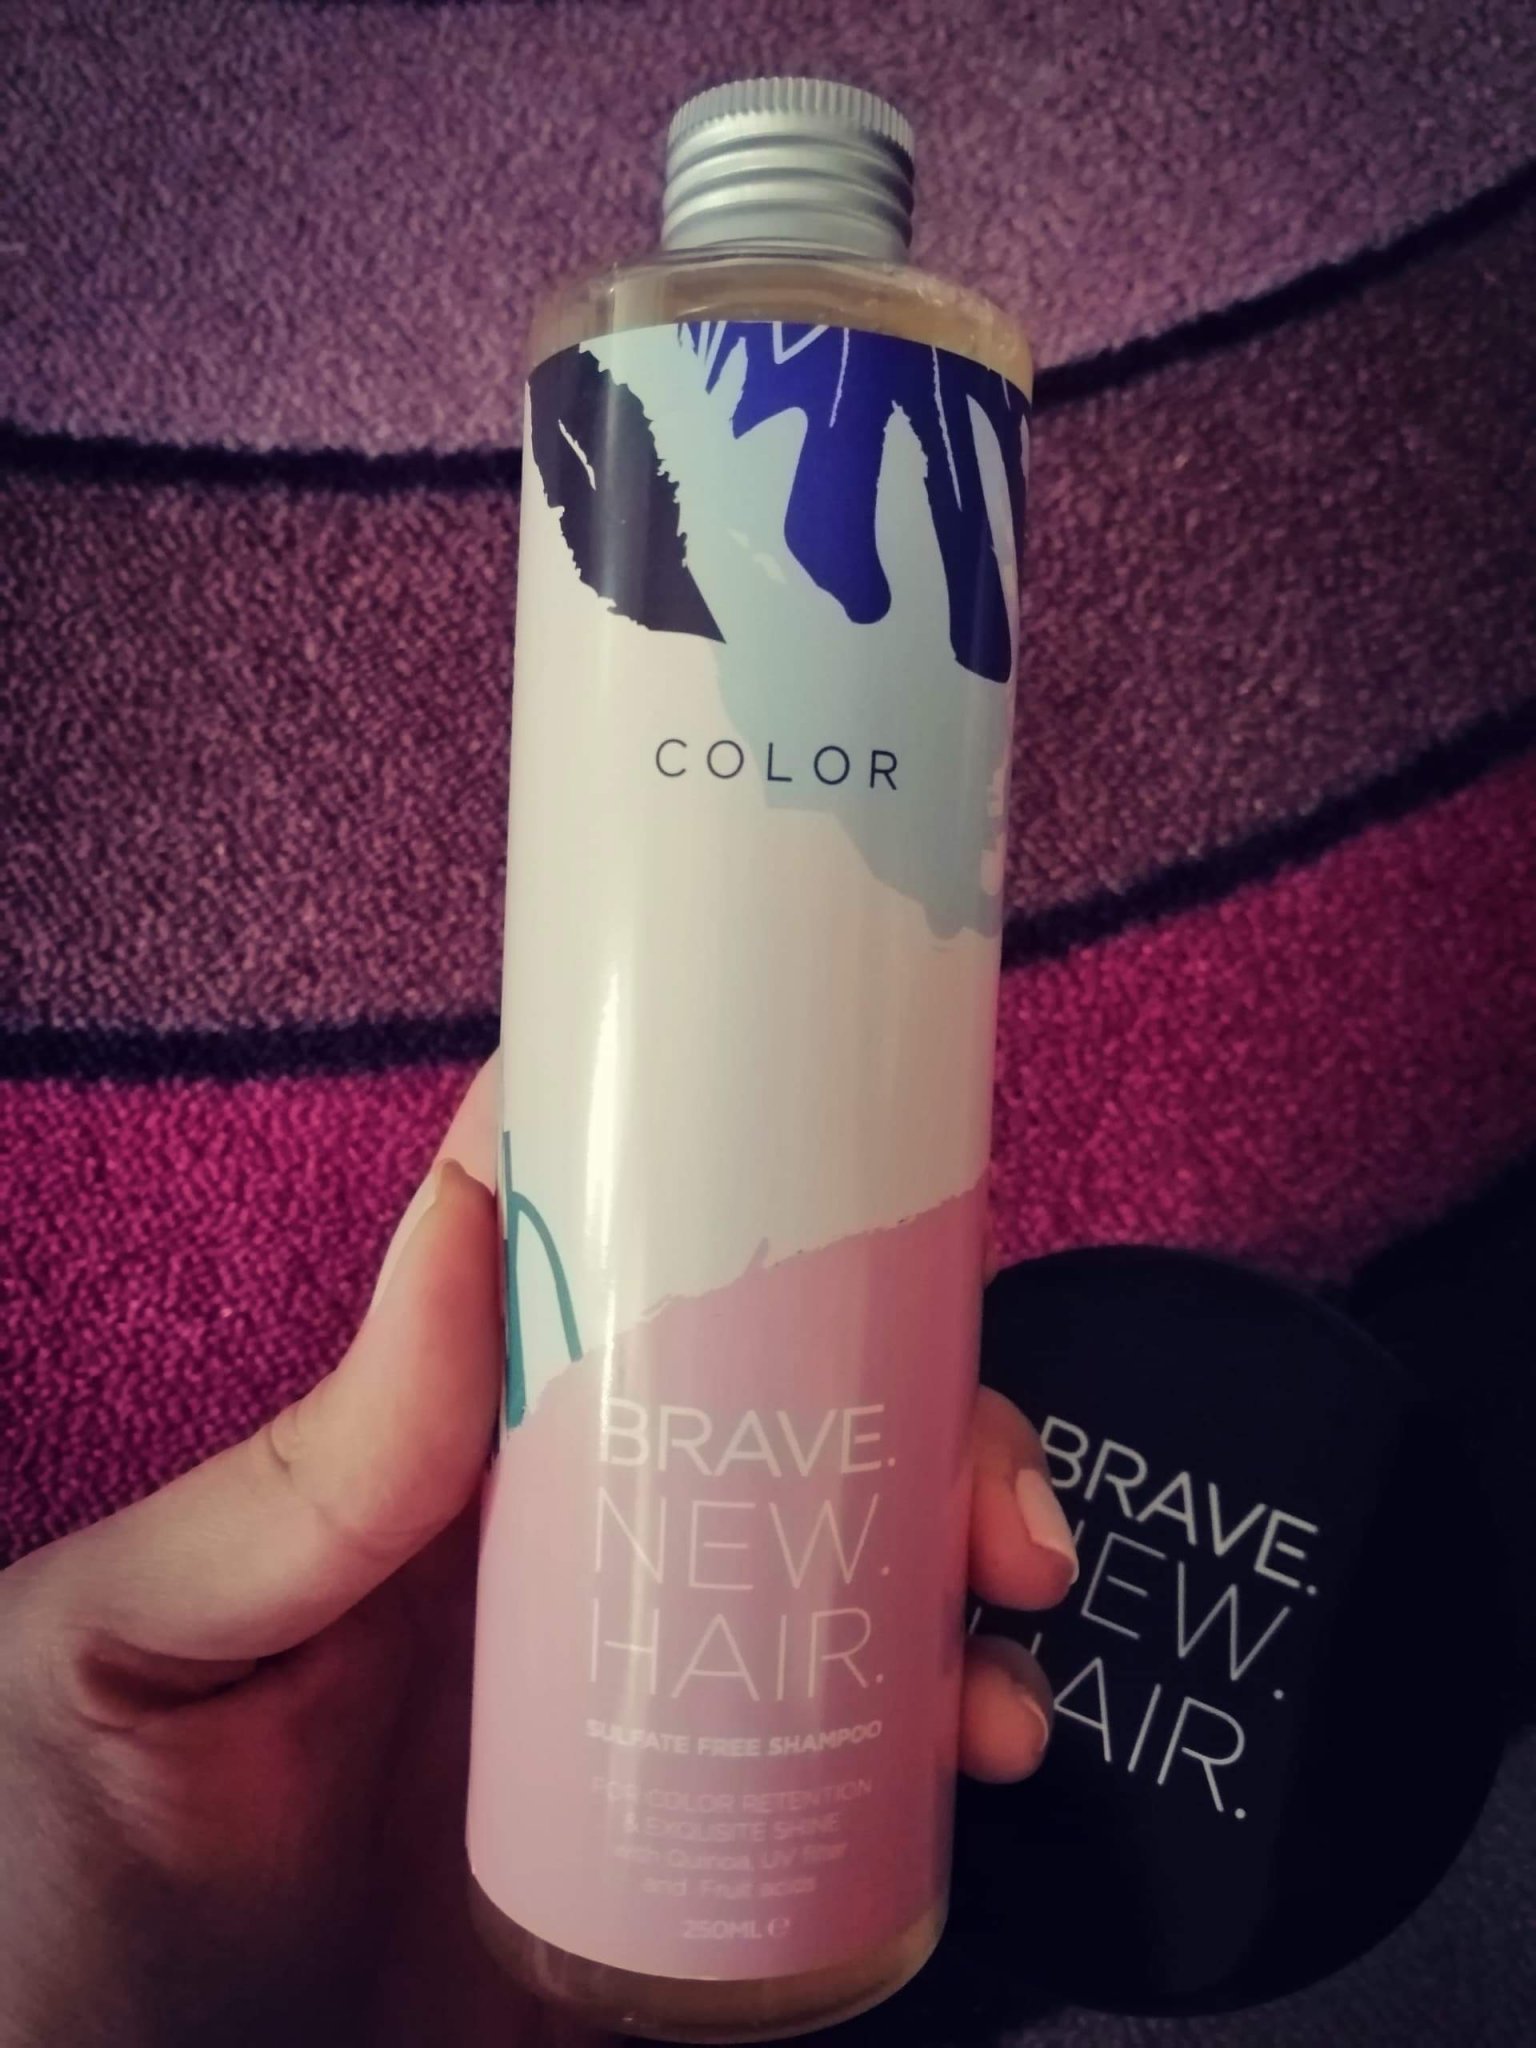 COLOR
BRAVE.
NEW.
HAIR.
SULFATE FREE SHAMPOO
FOR COLOR RETENTION
& EXQUISITE SHINE
with Quinoa, UV filter
and Fruit acids
250ML ℮
BRAVE.
NEW.
HAIR.